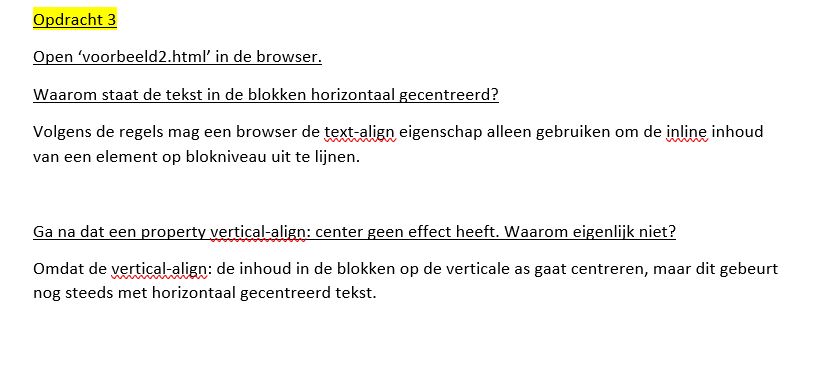 Opdracht 3
Open ‘voorbeeld2.html’ in de browser.
Waarom staat de tekst in de blokken horizontaal gecentreerd?
Volgens de regels mag een browser de text-align eigenschap alleen gebruiken om de inline inhoud
van een element op blokniveau uit te lijnen.
Ga na dat een property vertical-align: center geen effect heeft. Waarom eigenlijk niet?
Omdat de vertical-align: de inhoud in de blokken op de verticale as gaat centreren, maar dit gebeurt
nog steeds met horizontaal gecentreerd tekst.